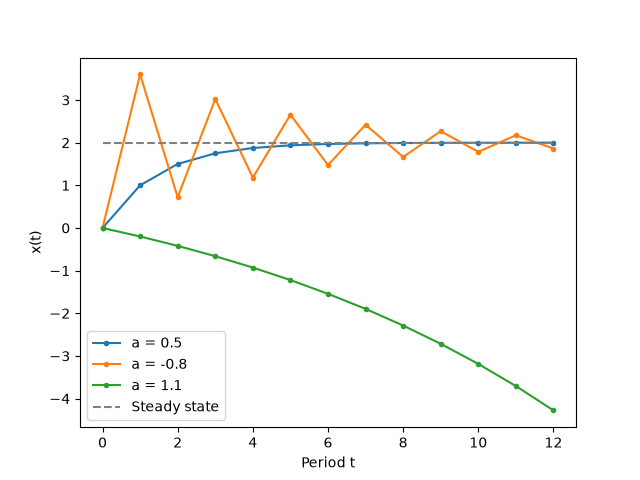 3
2
1
0
−1
−2
−3
−4
x(t)
a = 0.5
a = -0.8
a = 1.1
Steady state
0 2 4 6 8 10 12
Period t